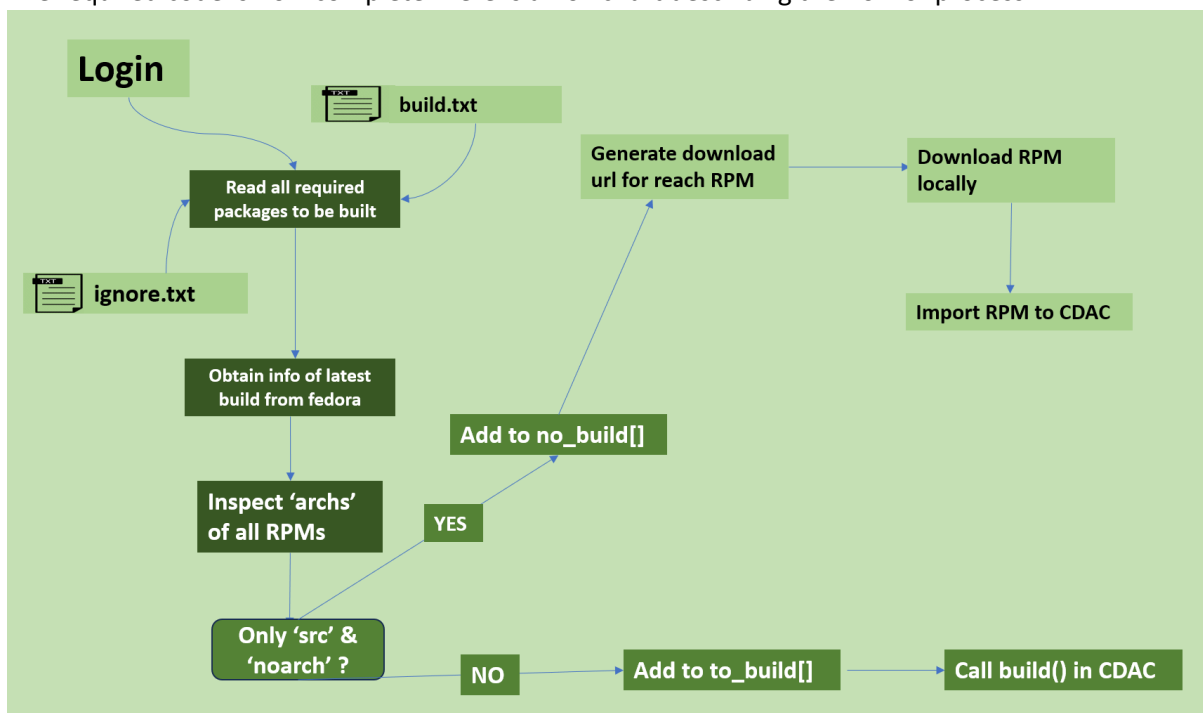 Login
TXT
build.txt
Read all required
packages to be built
TXT
ignore.txt
Obtain info of latest
build from fedora
Inspect ‘archs’
of all RPMs
Only ‘src’ &
‘noarch’ ?
YES
Add to no_build[]
Generate download
url for reach RPM
Download RPM
locally
Import RPM to CDAC
NO
Add to to_build[]
Call build() in CDAC